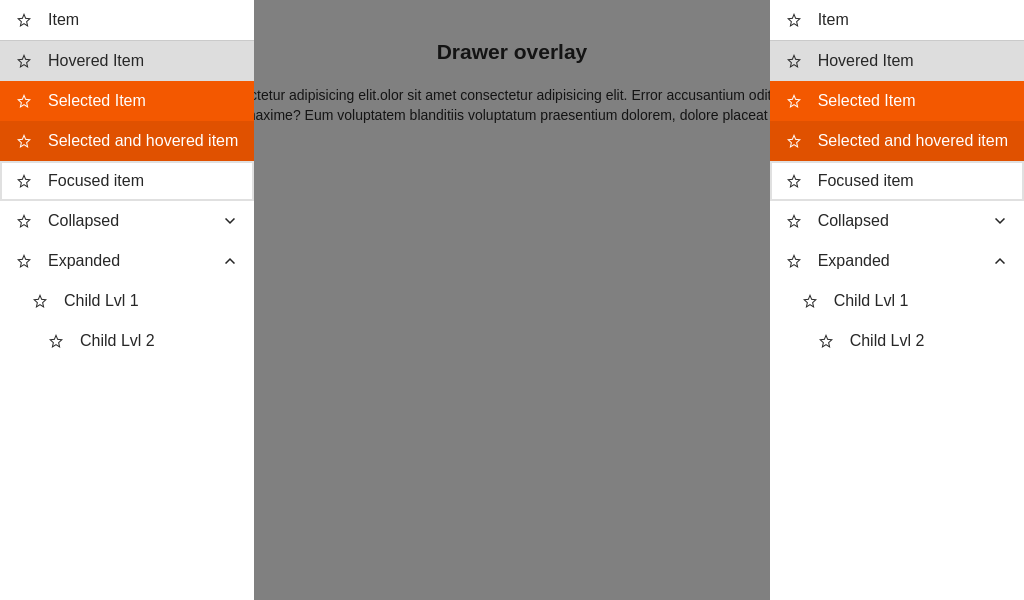 Item
Hovered Item
Selected Item
Selected and hovered item
Focused item
Collapsed
Expanded
Child Lvl 1
Child Lvl 2
Drawer overlay
adipisicing elit.olor sit amet consectetur adipisicing elit. Error accusantium odit
Eum voluptatem blanditiis voluptatum praesentium dolorem, dolore placeat
Item
Hovered Item
Selected Item
Selected and hovered item
Focused item
Collapsed
Expanded
Child Lvl 1
Child Lvl 2